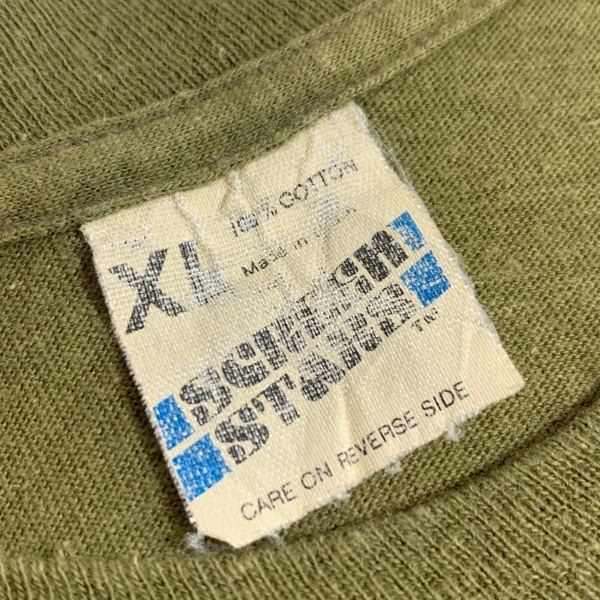 XL
100% COTTON
Made in
SCREEN
STARS
TM
CARE ON REVERSE SIDE